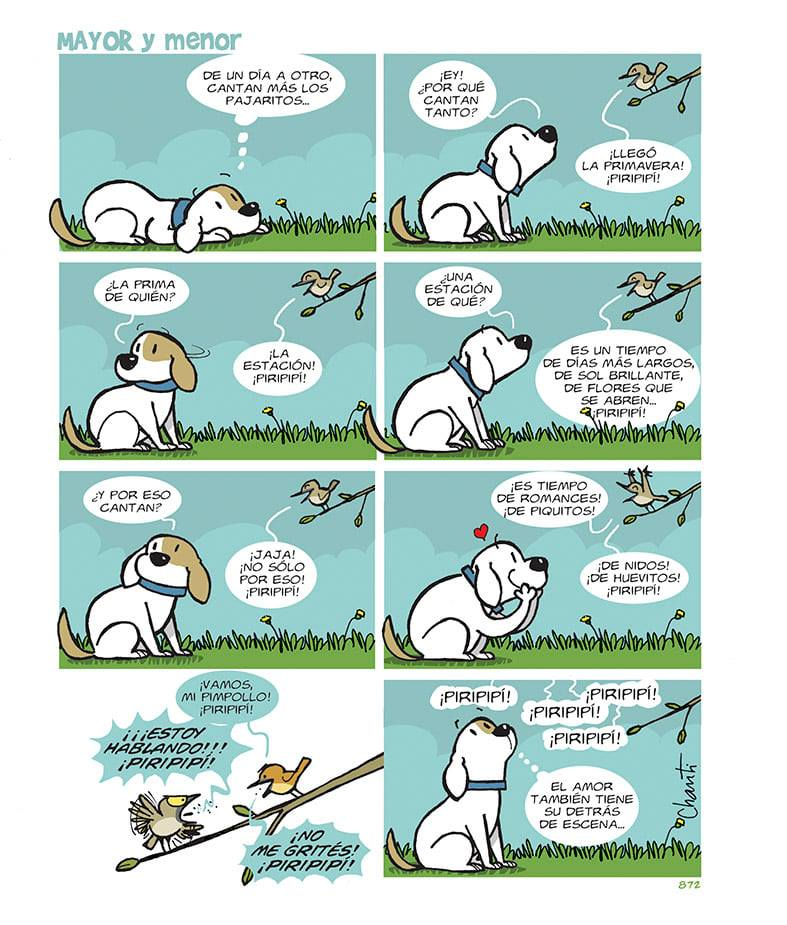 MAYOR y menor
DE UN DÍA A OTRO,
CANTAN MÁS LOS
PAJARITOS...
¡EY!
¿POR QUÉ
CANTAN
TANTO?
¡LLEGÓ
LA PRIMAVERA!
¡PIRIPIPÍ!
¿LA PRIMA
DE QUIÉN?
¡LA
ESTACIÓN!
¡PIRIPIPÍ!
¿UNA
ESTACIÓN
DE QUÉ?
ES UN TIEMPO
DE DÍAS MÁS LARGOS,
DE SOL BRILLANTE,
DE FLORES QUE
SE ABREN...
¡PIRIPIPÍ!
¿Y POR ESO
CANTAN?
¡JAJA!
¡NO SÓLO
POR ESO!
¡PIRIPIPÍ!
¡ES TIEMPO
DE ROMANCES!
¡DE PIQUITOS!
¡DE NIDOS!
¡DE HUEVITOS!
¡PIRIPIPÍ!
¡VAMOS,
MI PIMPOLLO!
¡PIRIPIPÍ!
¡¡¡ESTOY
HABLANDO!!!
¡PIRIPIPÍ!
¡NO
ME GRITÉS!
¡PIRIPIPÍ!
¡PIRIPIPÍ!
¡PIRIPIPÍ!
¡PIRIPIPÍ!
¡PIRIPIPÍ!
EL AMOR
TAMBIÉN TIENE
SU DETRÁS
DE ESCENA...
Chanti
872